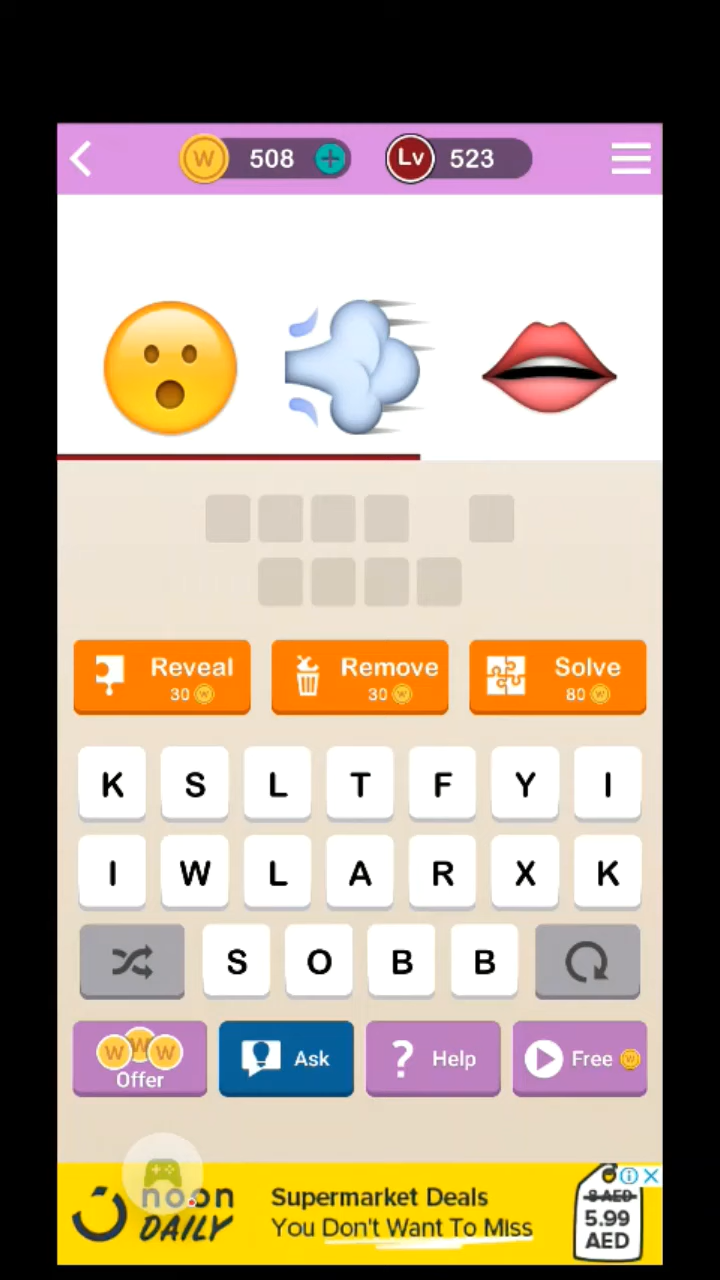 W 508 + Lv 523
Reveal Remove Solve
30 W 30 W 80 W
K S L T F Y I
I W L A R X K
S O B B
W W W
Offer Ask ? Help Free W
noon Supermarket Deals 8 AED
DAILY You Don't Want To Miss 5.99
AED